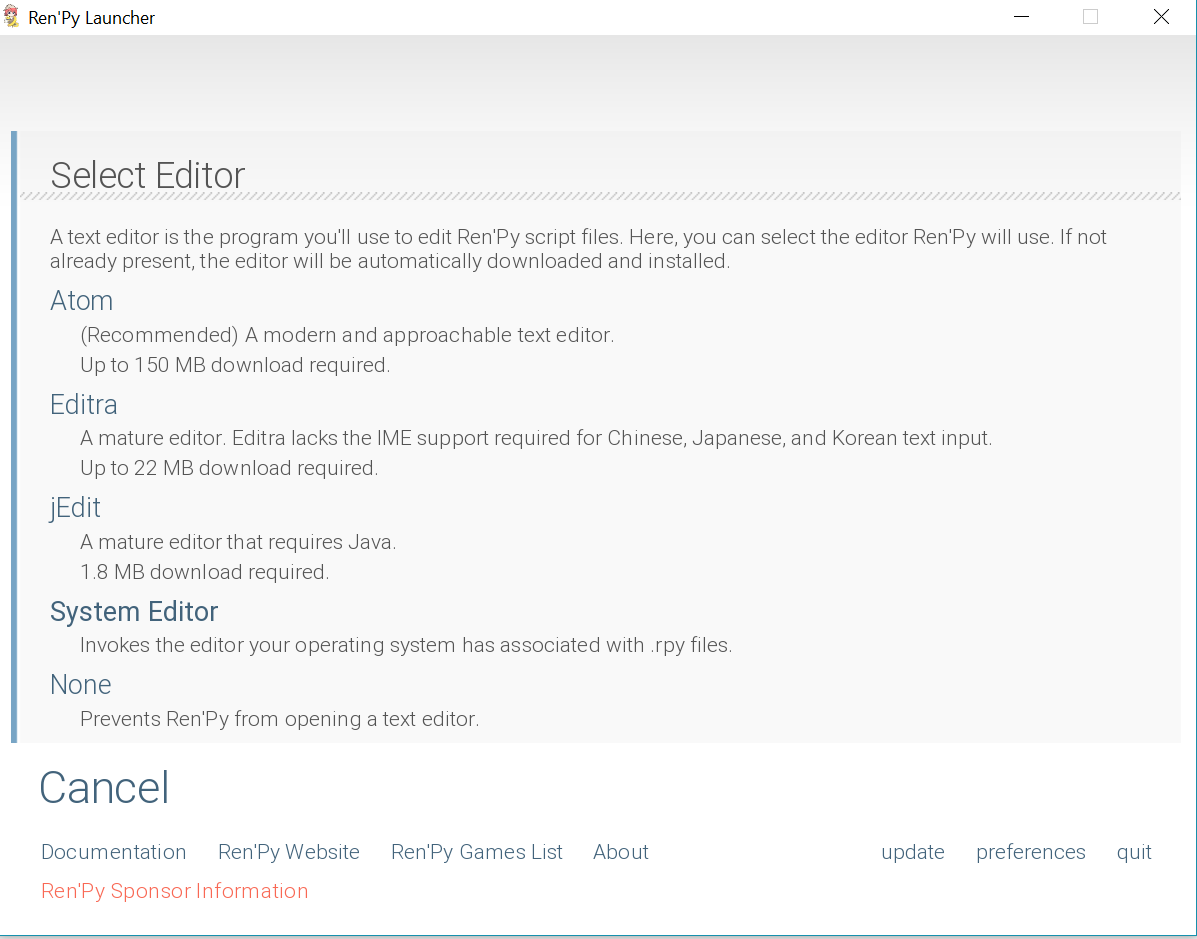 Ren'Py Launcher
Select Editor
A text editor is the program you'll use to edit Ren'Py script files. Here, you can select the editor Ren'Py will use. If not
already present, the editor will be automatically downloaded and installed.
Atom
(Recommended) A modern and approachable text editor.
Up to 150 MB download required.
Editra
A mature editor. Editra lacks the IME support required for Chinese, Japanese, and Korean text input.
Up to 22 MB download required.
jEdit
A mature editor that requires Java.
1.8 MB download required.
System Editor
Invokes the editor your operating system has associated with .rpy files.
None
Prevents Ren'Py from opening a text editor.
Cancel
Documentation Ren'Py Website Ren'Py Games List About update preferences quit
Ren'Py Sponsor Information